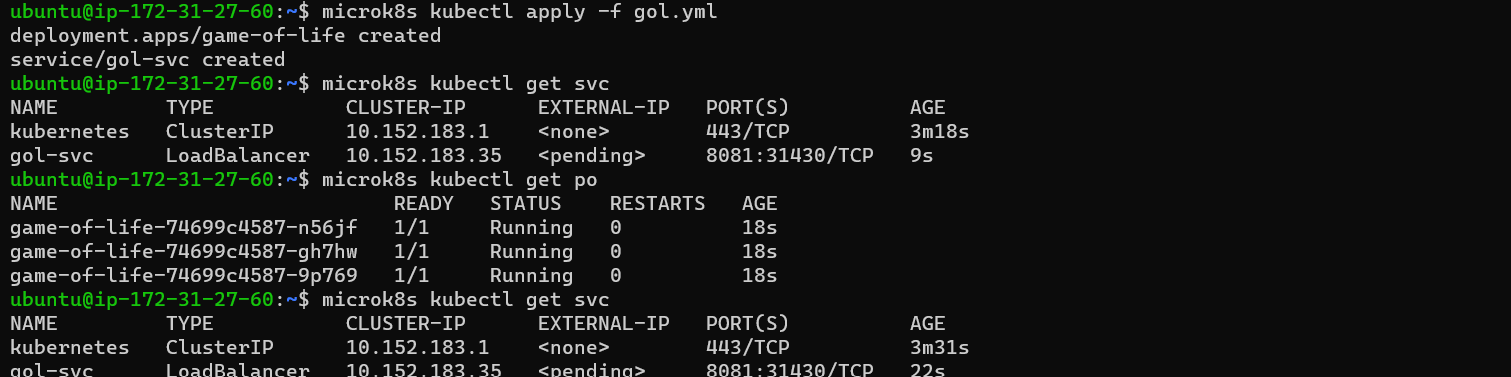 ubuntu@ip-172-31-27-60:~$ microk8s kubectl apply -f gol.yml
deployment.apps/game-of-life created
service/gol-svc created
ubuntu@ip-172-31-27-60:~$ microk8s kubectl get svc
NAME         TYPE           CLUSTER-IP      EXTERNAL-IP   PORT(S)          AGE
kubernetes   ClusterIP      10.152.183.1    <none>        443/TCP          3m18s
gol-svc      LoadBalancer   10.152.183.35   <pending>     8081:31430/TCP   9s
ubuntu@ip-172-31-27-60:~$ microk8s kubectl get po
NAME                            READY   STATUS    RESTARTS   AGE
game-of-life-74699c4587-n56jf   1/1     Running   0          18s
game-of-life-74699c4587-gh7hw   1/1     Running   0          18s
game-of-life-74699c4587-9p769   1/1     Running   0          18s
ubuntu@ip-172-31-27-60:~$ microk8s kubectl get svc
NAME         TYPE           CLUSTER-IP      EXTERNAL-IP   PORT(S)          AGE
kubernetes   ClusterIP      10.152.183.1    <none>        443/TCP          3m31s
gol-svc      LoadBalancer   10.152.183.35   <pending>     8081:31430/TCP   22s